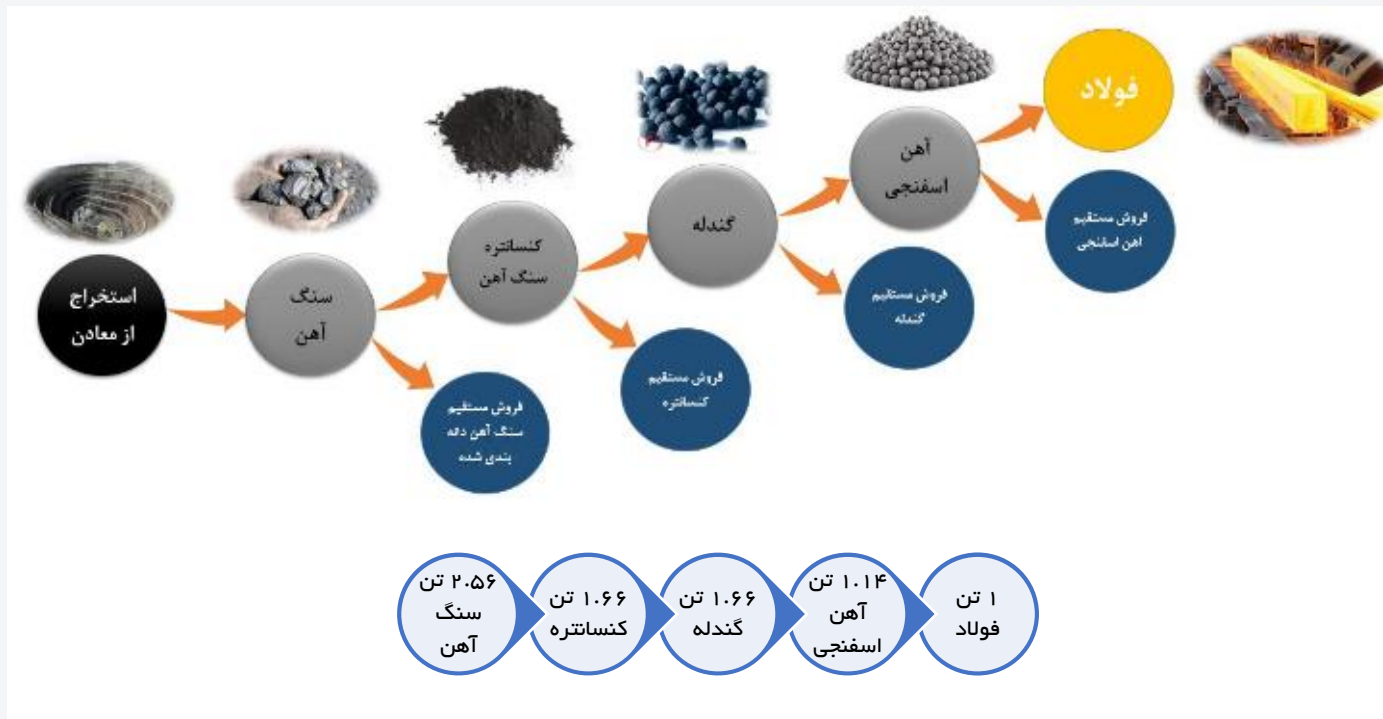 استخراج
از معادن
سنگ
آهن
کنسانتره
سنگ آهن
گندله
آهن
اسفنجی
فولاد
فروش مستقیم
سنگ آهن دانه
بندی شده
فروش مستقیم
کنسانتره
فروش مستقیم
گندله
فروش مستقیم
اهن اسفنجی
۲.۵۶ تن
سنگ
آهن
۱.۶۶ تن
کنسانتره
۱.۶۶ تن
گندله
۱.۱۴ تن
آهن
اسفنجی
۱ تن
فولاد